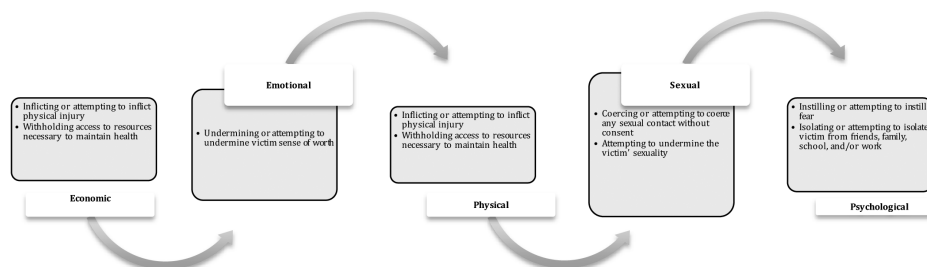 • Inflicting or attempting to inflict
physical injury
• Withholding access to resources
necessary to maintain health
Economic
Emotional
• Undermining or attempting to
undermine victim sense of worth
• Inflicting or attempting to inflict
physical injury
• Withholding access to resources
necessary to maintain health
Physical
Sexual
• Coercing or attempting to coerce
any sexual contact without
consent
• Attempting to undermine the
victim' sexuality
• Instilling or attempting to instill
fear
• Isolating or attempting to isolate
victim from friends, family,
school, and/or work
Psychological